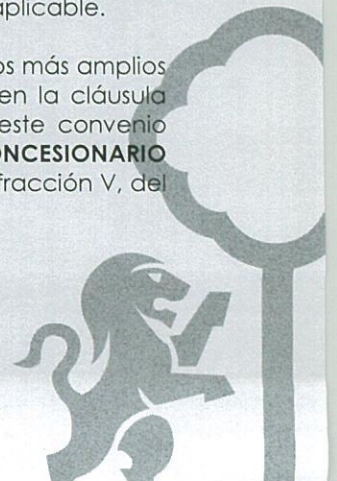 aplicable.
os más amplios
en la cláusula
este convenio
ONCESIONARIO
fracción V, del